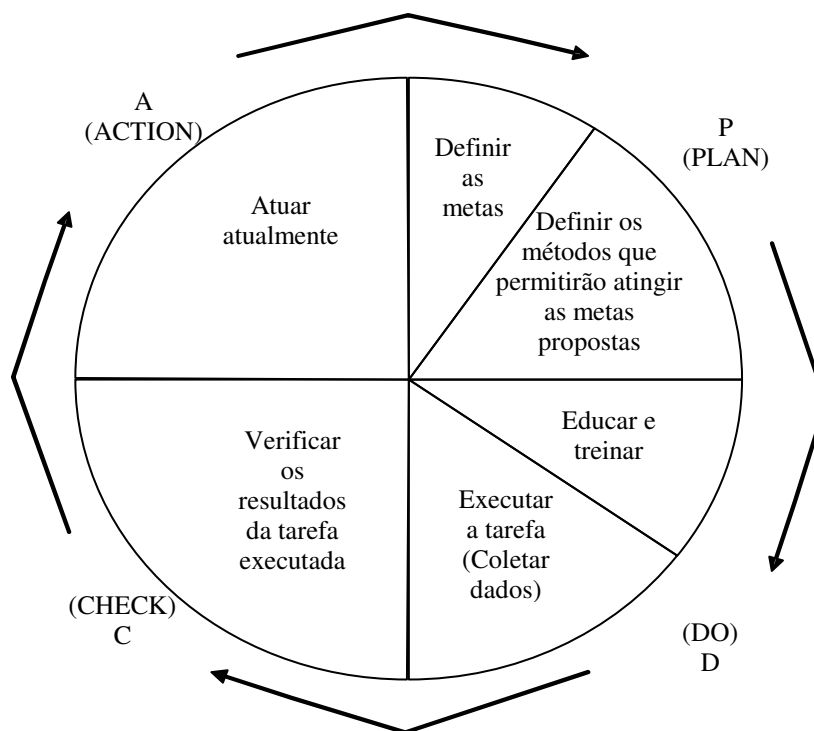 A
(ACTION)
P
(PLAN)
Definir
as
metas
Definir os
métodos que
permitirão atingir
as metas
propostas
Atuar
atualmente
Educar e
treinar
Executar
a tarefa
(Coletar
dados)
Verificar
os
resultados
da tarefa
executada
(CHECK)
C
(DO)
D